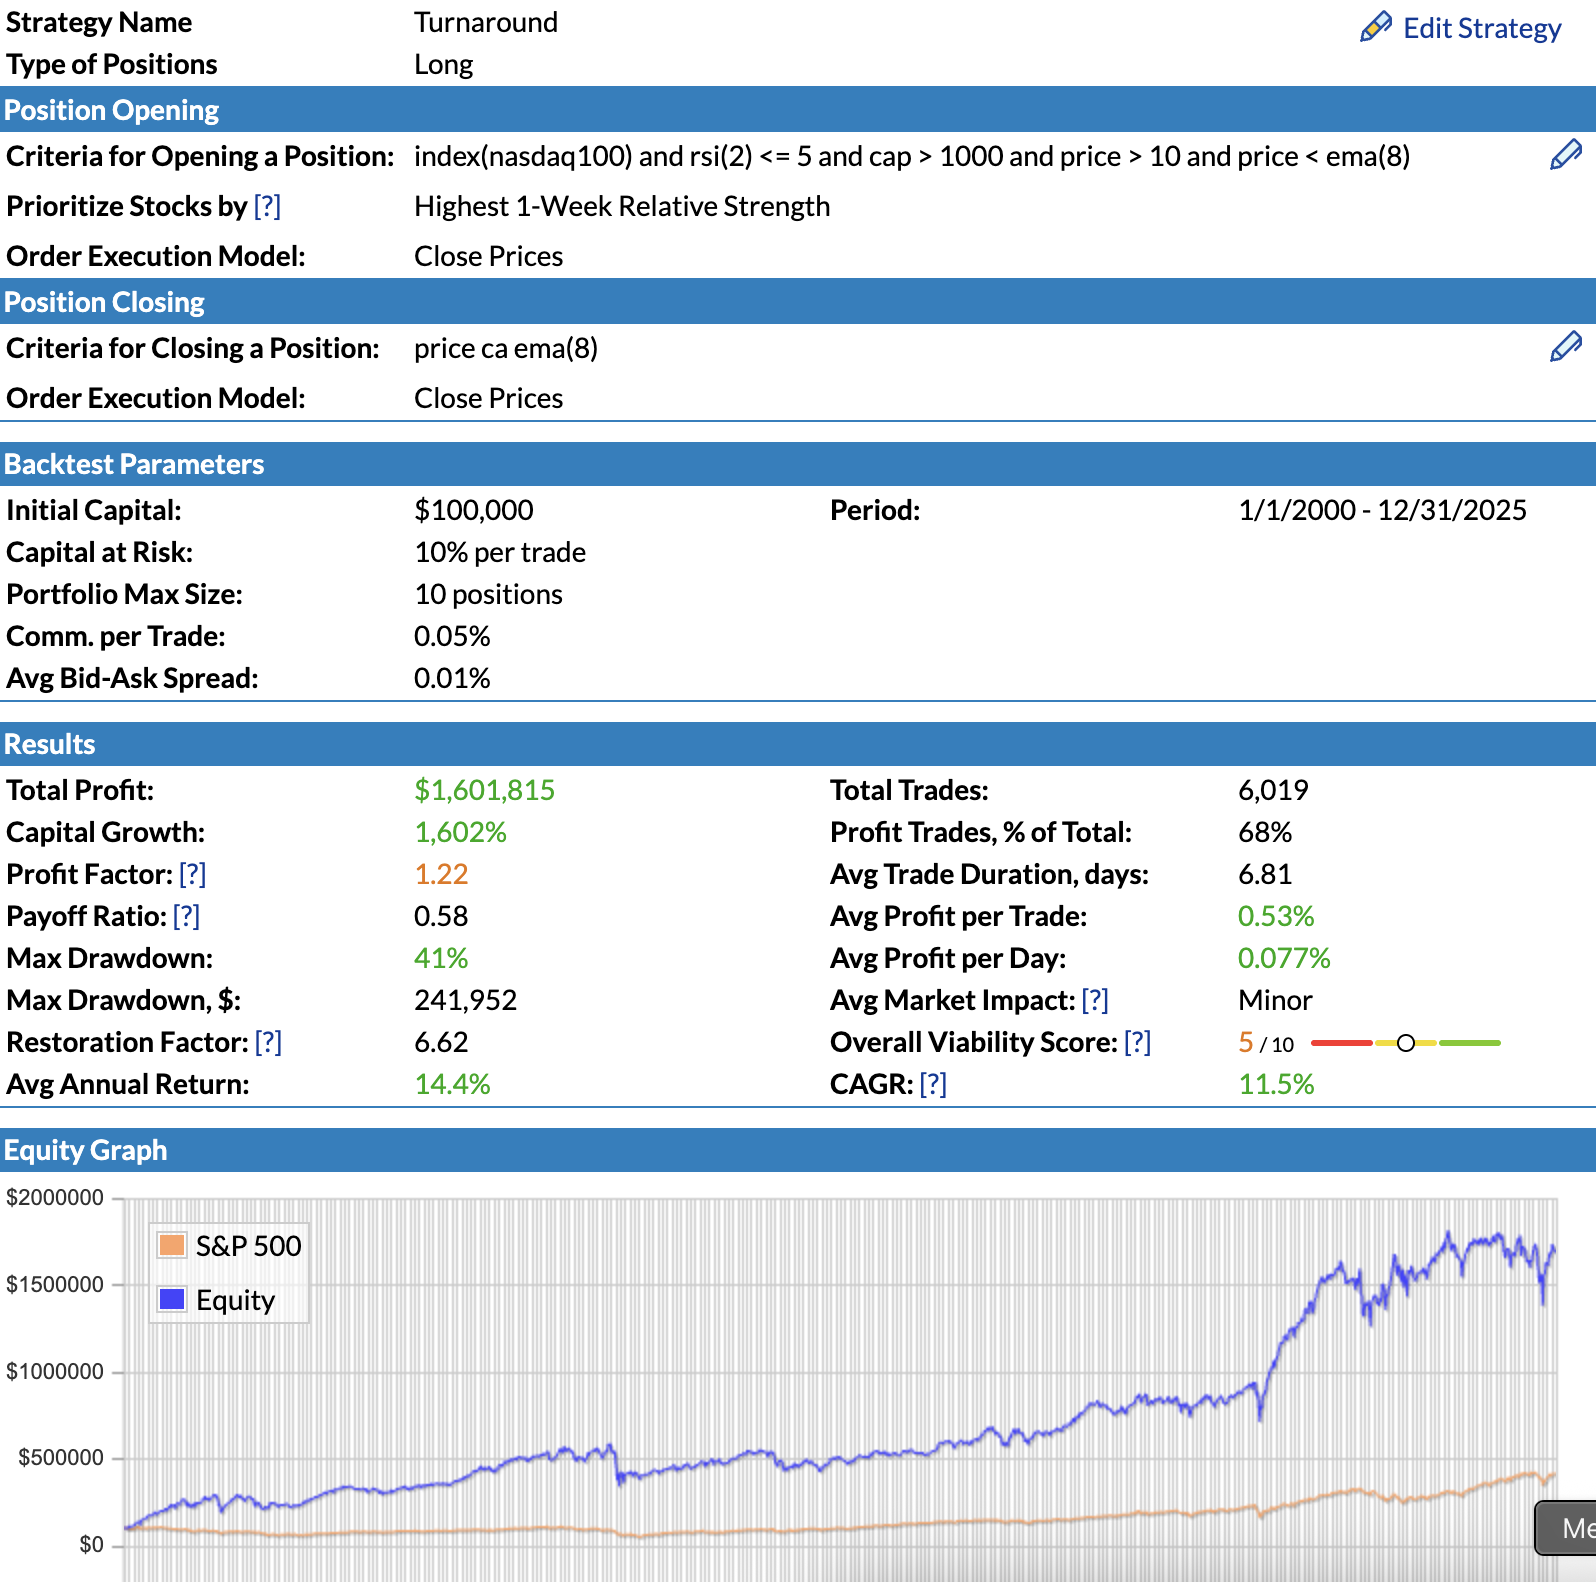 Strategy Name Turnaround Edit Strategy
Type of Positions Long
Position Opening
Criteria for Opening a Position: index(nasdaq100) and rsi(2) <= 5 and cap > 1000 and price > 10 and price < ema(8)
Prioritize Stocks by [?] Highest 1-Week Relative Strength
Order Execution Model: Close Prices
Position Closing
Criteria for Closing a Position: price ca ema(8)
Order Execution Model: Close Prices
Backtest Parameters
Initial Capital: $100,000 Period: 1/1/2000 - 12/31/2025
Capital at Risk: 10% per trade
Portfolio Max Size: 10 positions
Comm. per Trade: 0.05%
Avg Bid-Ask Spread: 0.01%
Results
Total Profit: $1,601,815 Total Trades: 6,019
Capital Growth: 1,602% Profit Trades, % of Total: 68%
Profit Factor: [?] 1.22 Avg Trade Duration, days: 6.81
Payoff Ratio: [?] 0.58 Avg Profit per Trade: 0.53%
Max Drawdown: 41% Avg Profit per Day: 0.077%
Max Drawdown, $: 241,952 Avg Market Impact: [?] Minor
Restoration Factor: [?] 6.62 Overall Viability Score: [?] 5 / 10
Avg Annual Return: 14.4% CAGR: [?] 11.5%
Equity Graph
$2000000
S&P 500
$1500000
Equity
$1000000
$500000
$0
Me